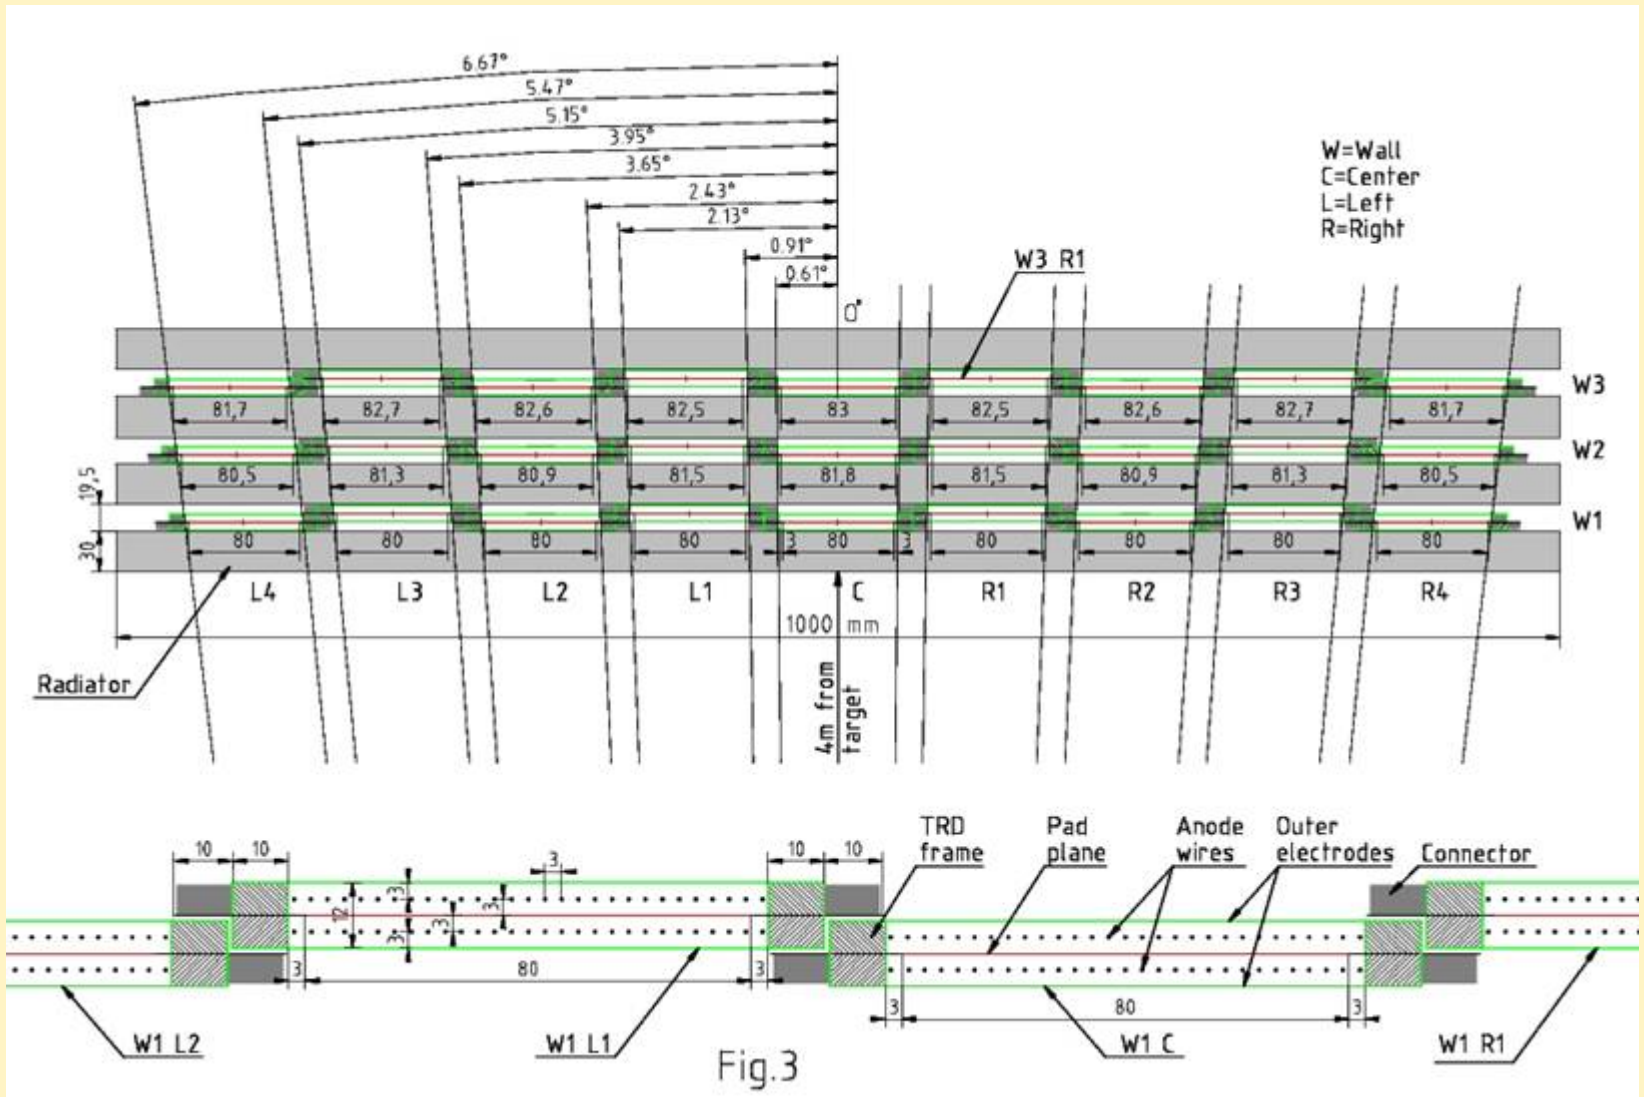 6.67°
5.47°
5.15°
3.95°
3.65°
2.43°
2.13°
0.91°
0.61°
0°
W=Wall
C=Center
L=Left
R=Right
W3 R1
W3
81,7 82,7 82,6 82,5 83 82,5 82,6 82,7 81,7
W2
80,5 81,3 80,9 81,5 81,8 81,5 80,9 81,3 80,5
19,5
W1
30
80 80 80 80 3 80 3 80 80 80 80
L4 L3 L2 L1 C R1 R2 R3 R4
1000 mm
Radiator
4m from
target
TRD
frame
Pad
plane
Anode
wires
Outer
electrodes
Connector
10 10 3 10 10
3 3
12
3 3
3 80 3
3 80 3
W1 L2 W1 L1 W1 C W1 R1
Fig.3